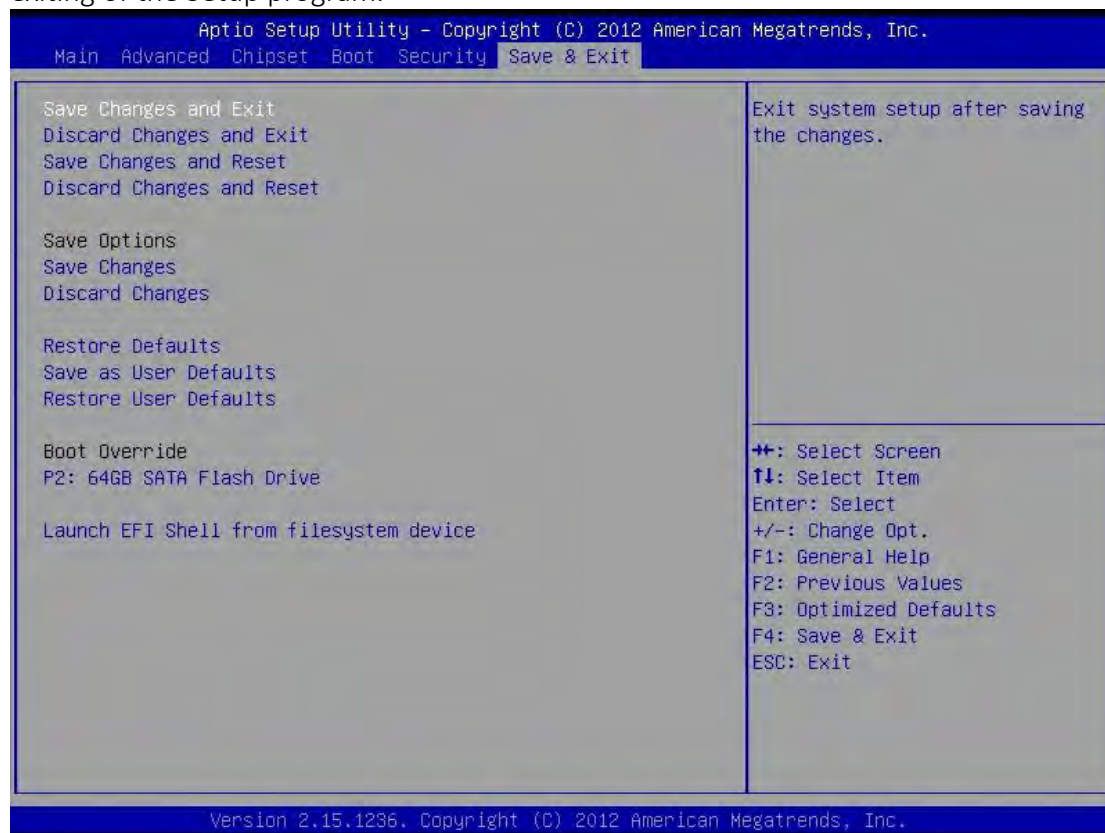 exiting of the Setup program.
Aptio Setup Utility – Copyright (C) 2012 American Megatrends, Inc.
Main Advanced Chipset Boot Security Save & Exit
Save Changes and Exit
Discard Changes and Exit
Save Changes and Reset
Discard Changes and Reset
Save Options
Save Changes
Discard Changes
Restore Defaults
Save as User Defaults
Restore User Defaults
Boot Override
P2: 64GB SATA Flash Drive
Launch EFI Shell from filesystem device
Exit system setup after saving
the changes.
→←: Select Screen
↑↓: Select Item
Enter: Select
+/-: Change Opt.
F1: General Help
F2: Previous Values
F3: Optimized Defaults
F4: Save & Exit
ESC: Exit
Version 2.15.1236. Copyright (C) 2012 American Megatrends, Inc.